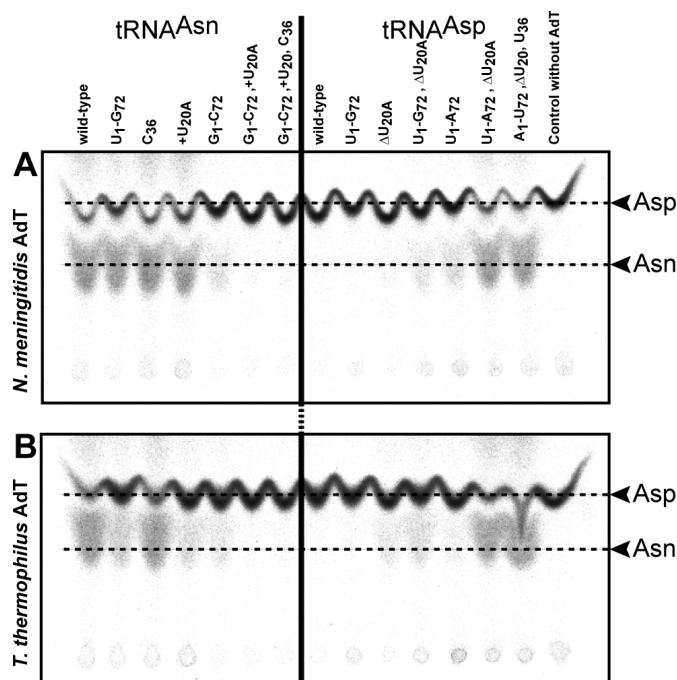 tRNAAsn
tRNAAsp
wild-type
U1-G72
C36
+U20A
G1-C72
G1-C72 ,+U20A
G1-C72 ,+U20, C36
wild-type
U1-G72
ΔU20A
U1-G72 , ΔU20A
U1-A72
U1-A72 , ΔU20A
A1-U72 ,ΔU20, U36
Control without AdT
A
N. meningitidis AdT
Asp
Asn
B
T. thermophilus AdT
Asp
Asn